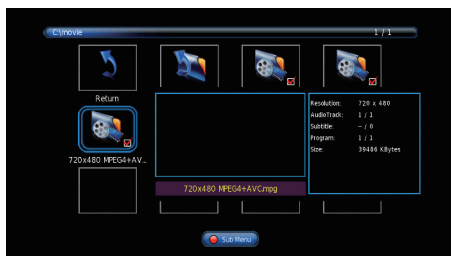 C:\movie
1 / 1
Return
Resolution: 720 x 480
AudioTrack: 1 / 1
Subtitle: - / 0
Program: 1 / 1
Size: 39486 KBytes
720x480 MPEG4+AV..
720x480 MPEG4+AVC.mpg
Sub Menu